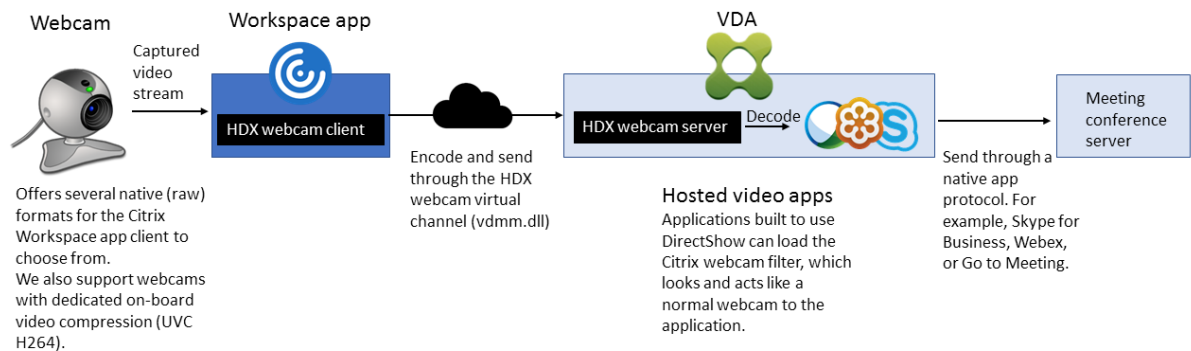 Webcam
Captured
video
stream
Offers several native (raw)
formats for the Citrix
Workspace app client to
choose from.
We also support webcams
with dedicated on-board
video compression (UVC
H264).
Workspace app
HDX webcam client
Encode and send
through the HDX
webcam virtual
channel (vdmm.dll)
VDA
HDX webcam server
Decode
S
Hosted video apps
Applications built to use
DirectShow can load the
Citrix webcam filter, which
looks and acts like a
normal webcam to the
application.
Send through a
native app
protocol. For
example, Skype for
Business, Webex,
or Go to Meeting.
Meeting
conference
server